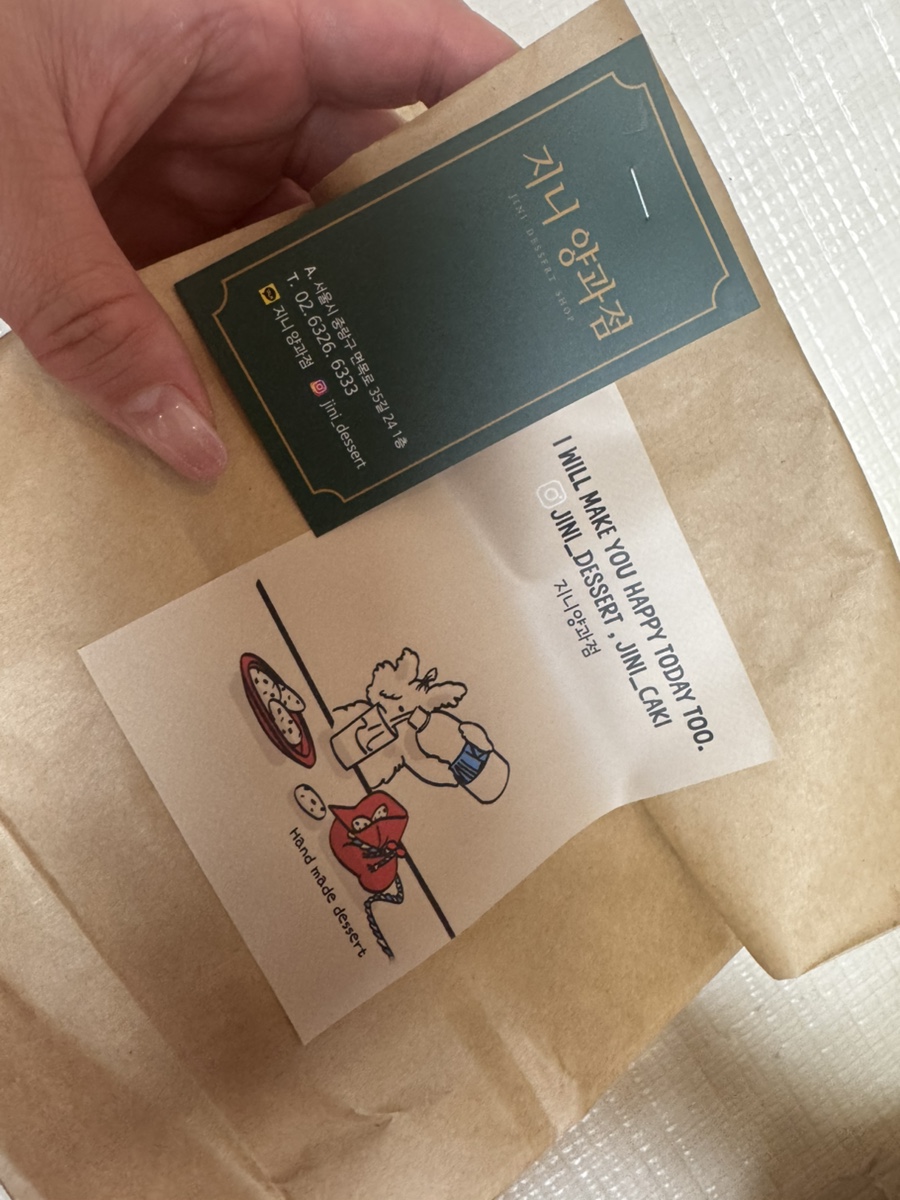 지니 양과점
JINI DESSERT SHOP
A. 서울시 중랑구 면목로 35길 24 1층
T. 02. 6326. 6333
지니양과점 jini_dessert
I WILL MAKE YOU HAPPY TODAY TOO.
JINI_DESSERT , JINI_CAKI
지니양과점
MILK
Hand made dessert